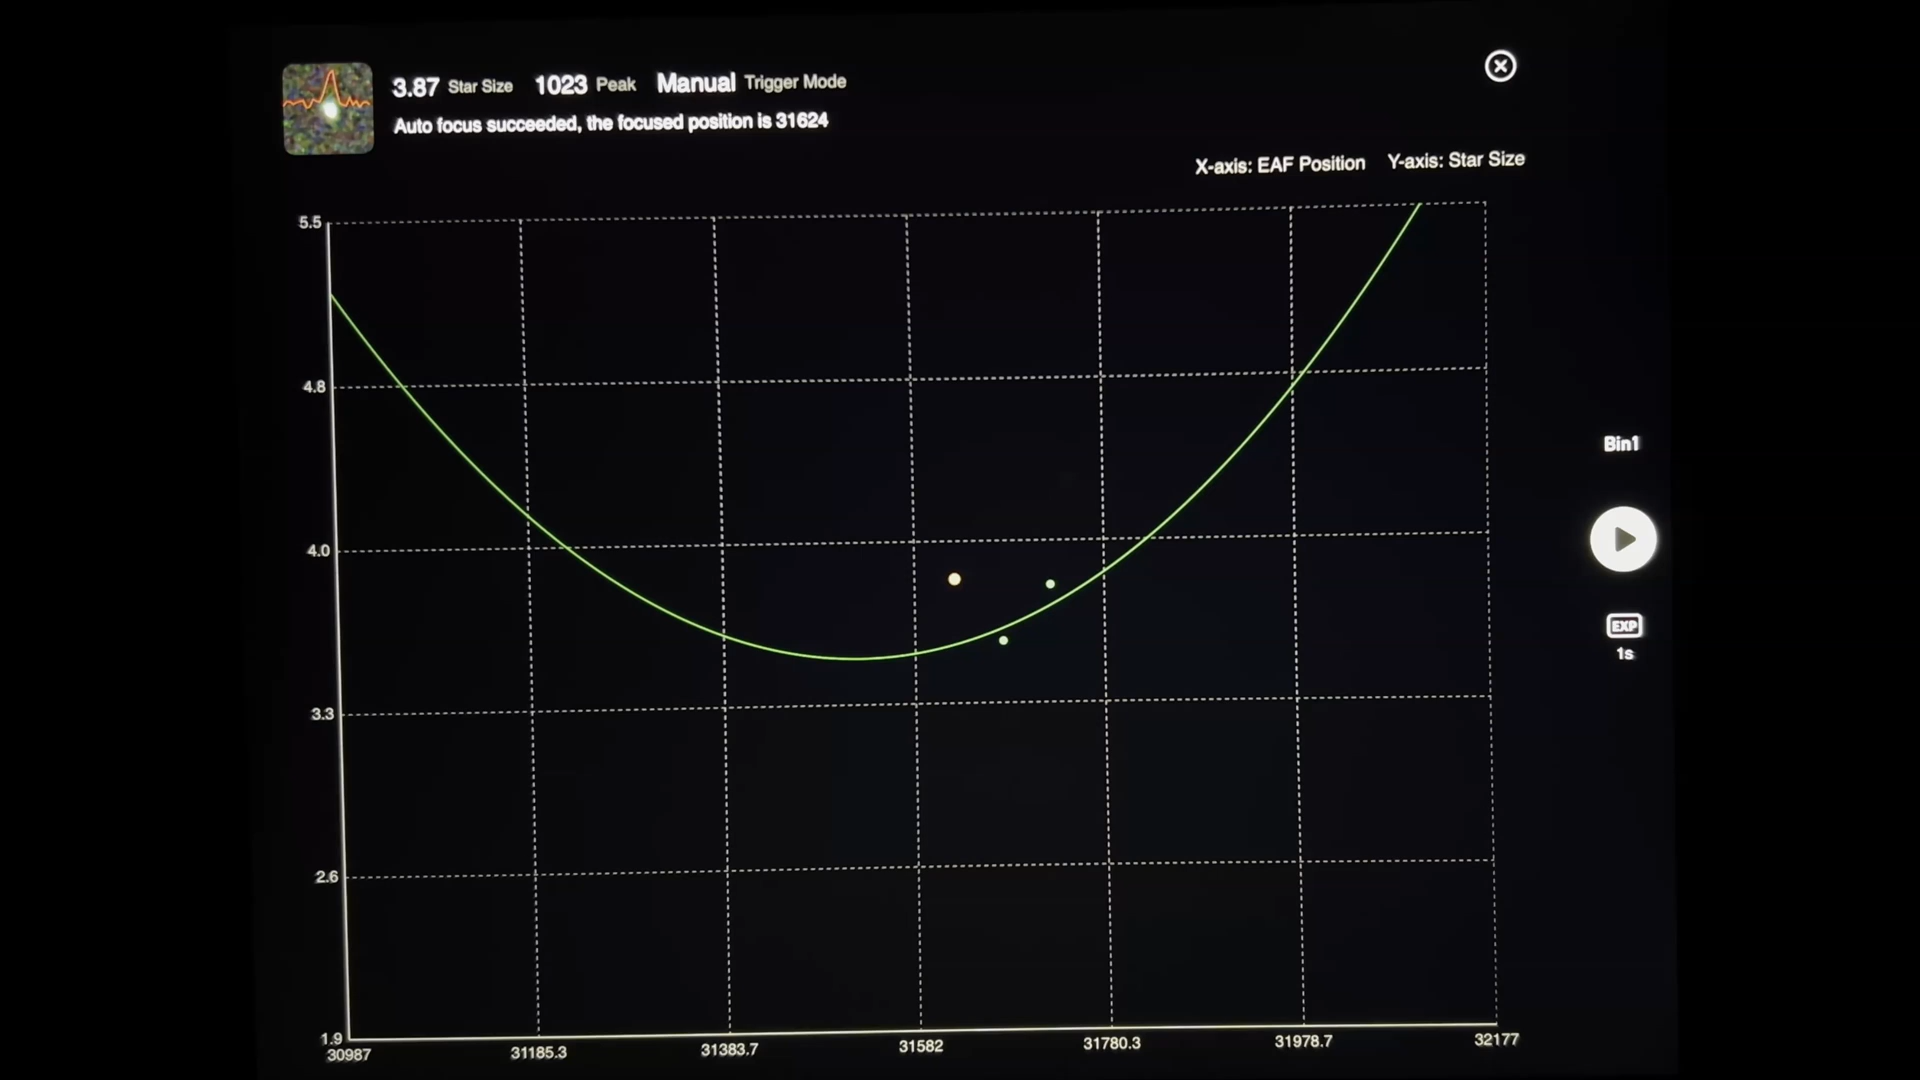 3.87 Star Size 1023 Peak Manual Trigger Mode
Auto focus succeeded, the focused position is 31624
X-axis: EAF Position Y-axis: Star Size
5.5
4.8
4.0
3.3
2.6
1.9
30987 31185.3 31383.7 31582 31780.3 31978.7 32177
Bin1
EXP
1s